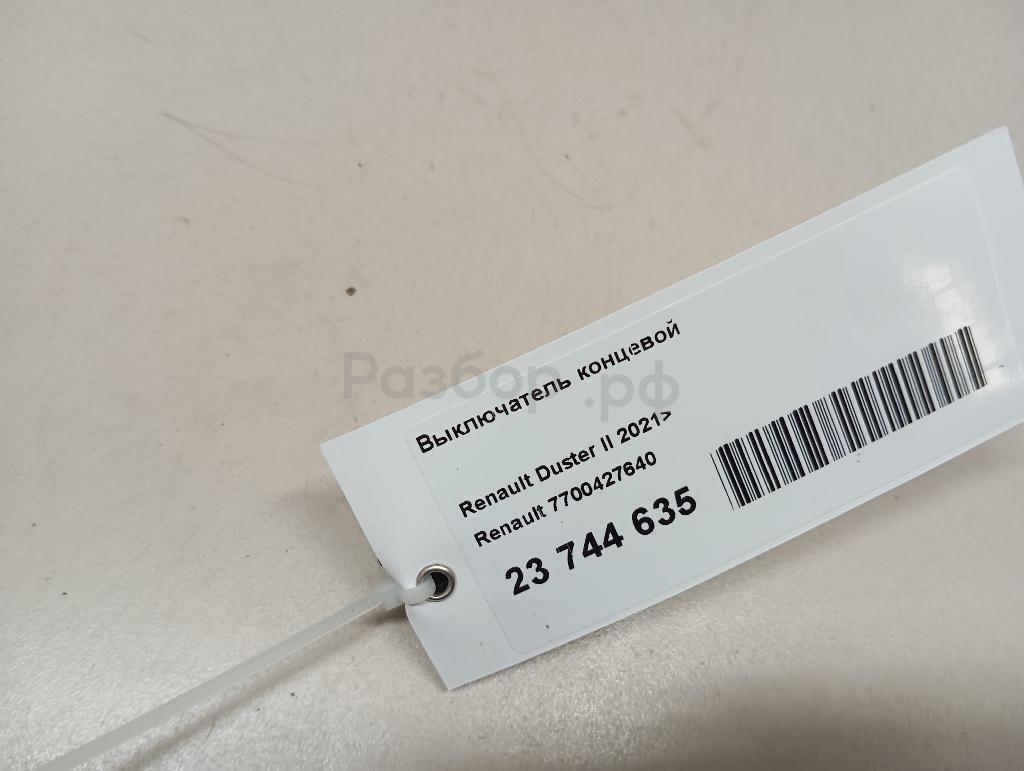 Выключатель концевой
Renault Duster II 2021>
Renault 7700427640
23 744 635
Разбор.рф